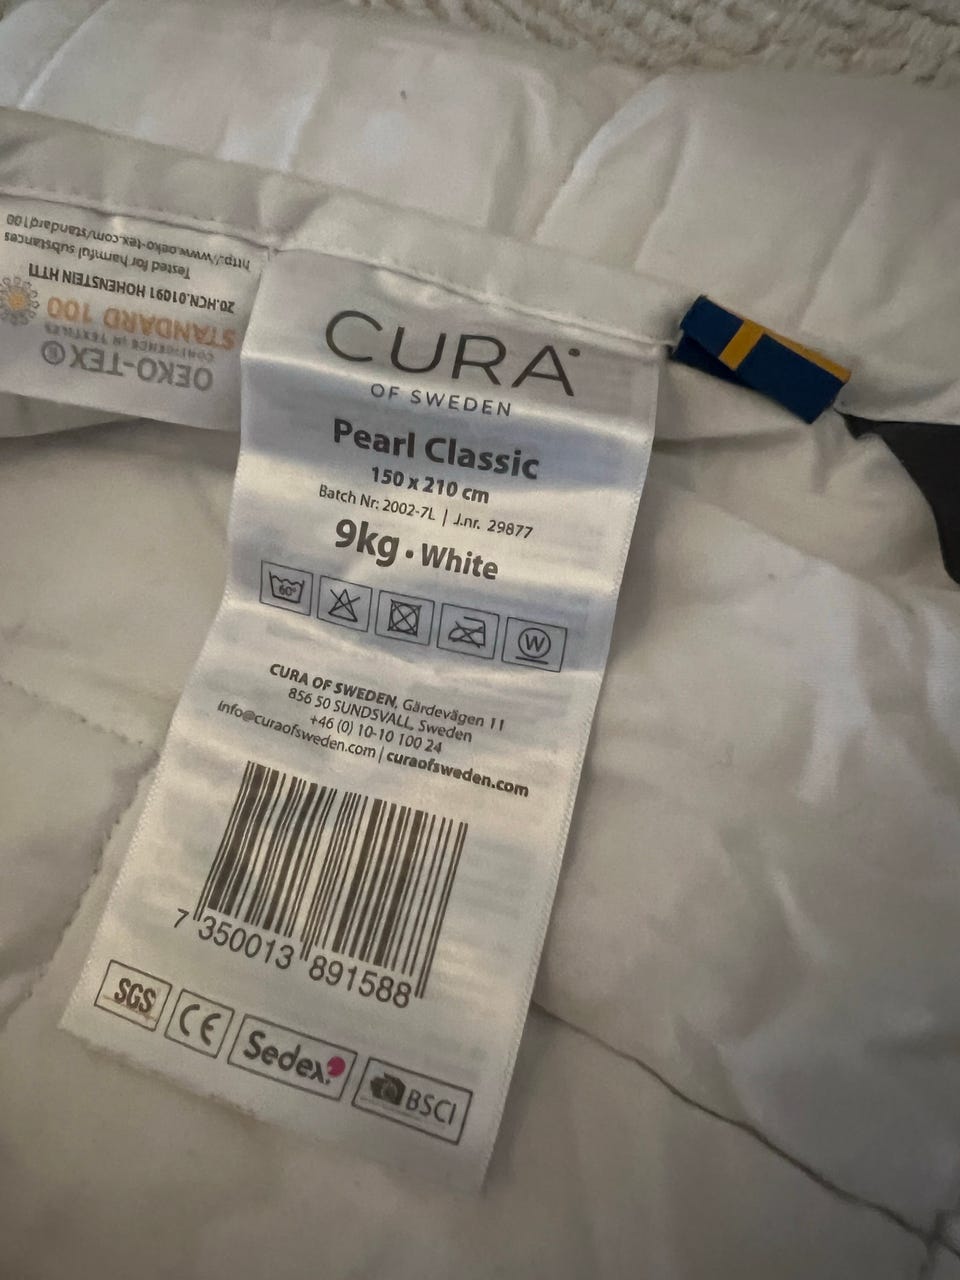 CURA
OF SWEDEN
Pearl Classic
150 x 210 cm
Batch Nr: 2002-7L | J.nr. 29877
9kg • White
60°
W
CURA OF SWEDEN, Gärdevägen 11
856 50 SUNDSVALL, Sweden
+46 (0) 10-10 100 24
info@curaofsweden.com | curaofsweden.com
7 350013 891588
SGS
CE
Sedex
BSCI
OEKO-TEX®
CONFIDENCE IN TEXTILES
STANDARD 100
20.HCN.01091 HOHENSTEIN HTTI
Tested for harmful substances
http://www.oeko-tex.com/standard100